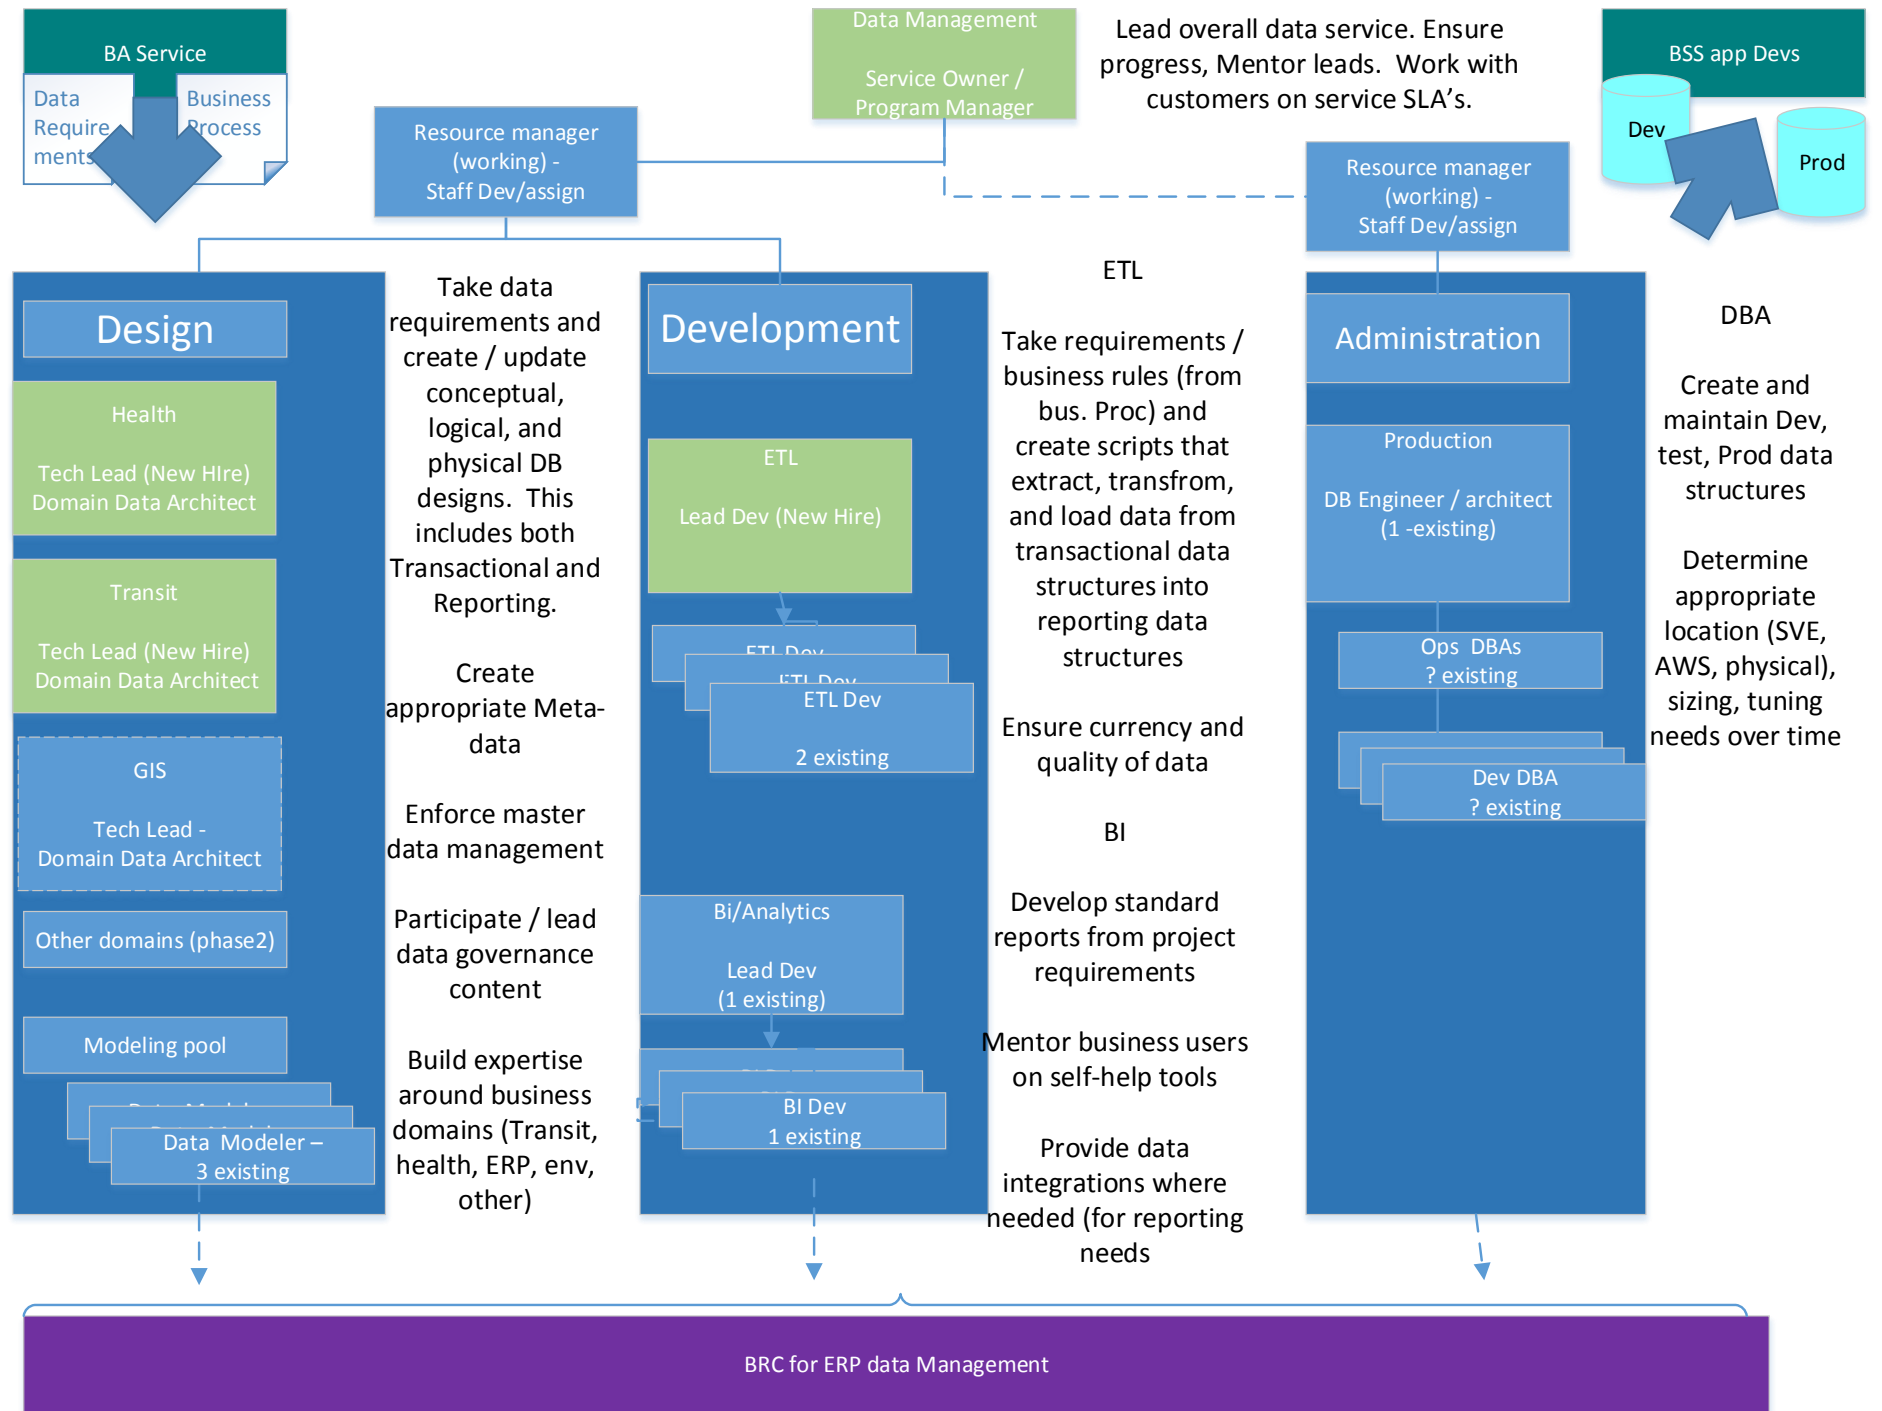 BA Service
Data
Require
ments
Business
Process
Data Management
Service Owner /
Program Manager
Lead overall data service. Ensure
progress, Mentor leads.  Work with
customers on service SLA's.
BSS app Devs
Dev
Prod
Resource manager
(working) -
Staff Dev/assign
Resource manager
(working) -
Staff Dev/assign
Design
Health
Tech Lead (New HIre)
Domain Data Architect
Transit
Tech Lead (New Hire)
Domain Data Architect
GIS
Tech Lead -
Domain Data Architect
Other domains (phase2)
Modeling pool
Data  Modeler –
3 existing
Take data
requirements and
create / update
conceptual,
logical, and
physical DB
designs.  This
includes both
Transactional and
Reporting.
Create
appropriate Meta-
data
Enforce master
data management
Participate / lead
data governance
content
Build expertise
around business
domains (Transit,
health, ERP, env,
other)
Development
ETL
Lead Dev (New Hire)
ETL Dev
ETL Dev
ETL Dev
2 existing
Bi/Analytics
Lead Dev
(1 existing)
BI Dev
1 existing
ETL
Take requirements /
business rules (from
bus. Proc) and
create scripts that
extract, transfrom,
and load data from
transactional data
structures into
reporting data
structures
Ensure currency and
quality of data
BI
Develop standard
reports from project
requirements
Mentor business users
on self-help tools
Provide data
integrations where
needed (for reporting
needs
Administration
Production
DB Engineer / architect
(1 -existing)
Ops  DBAs
? existing
Dev DBA
? existing
DBA
Create and
maintain Dev,
test, Prod data
structures
Determine
appropriate
location (SVE,
AWS, physical),
sizing, tuning
needs over time
BRC for ERP data Management